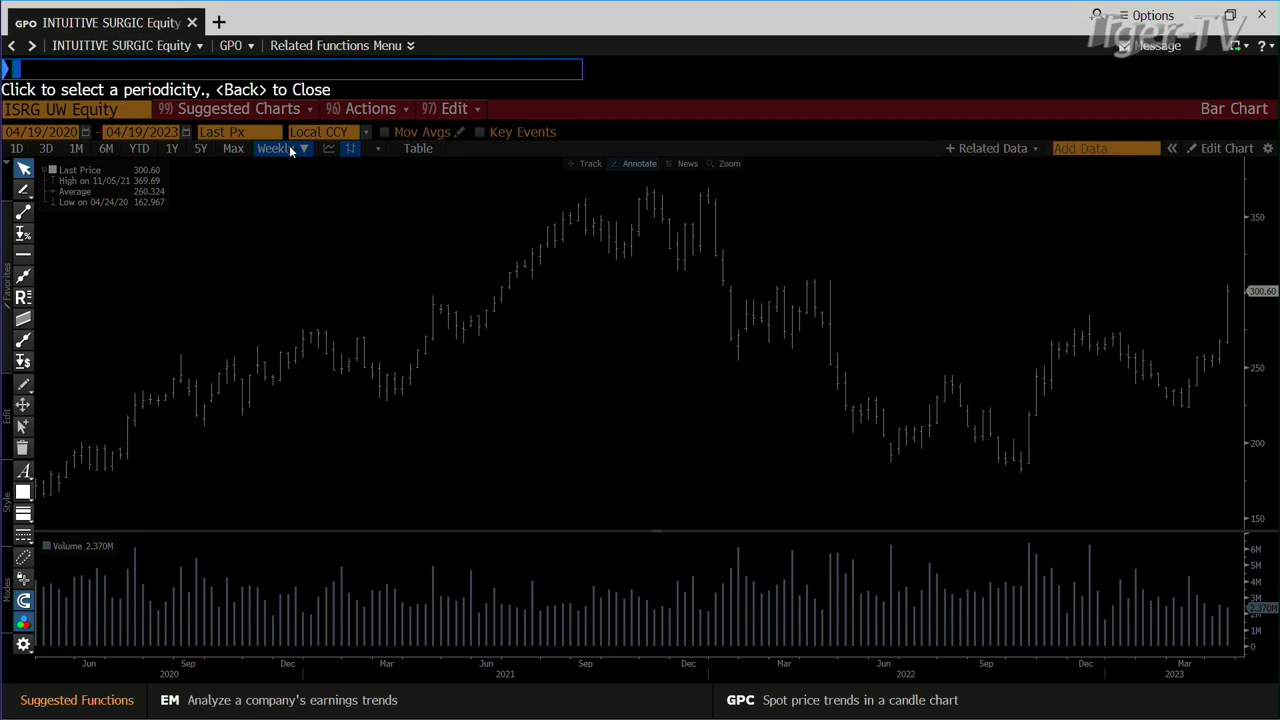 GPO INTUITIVE SURGIC Equity
Options
INTUITIVE SURGIC Equity GPO Related Functions Menu
Message ?
Tiger-TV
Click to select a periodicity., <Back> to Close
ISRG UW Equity 99) Suggested Charts 96) Actions 97) Edit Bar Chart
04/19/2020 - 04/19/2023 Last Px Local CCY Mov Avgs Key Events
1D 3D 1M 6M YTD 1Y 5Y Max Weekly Table + Related Data Add Data Edit Chart
Track Annotate News Zoom
Last Price 300.60
High on 11/05/21 369.69
Average 260.324
Low on 04/24/20 162.967
350
300.60
250
200
150
Favorites
Edit
Style
Modes
Volume 2.370M
6M
5M
4M
3M
2.370M
1M
0
Jun Sep Dec Mar Jun Sep Dec Mar Jun Sep Dec Mar
2020 2021 2022 2023
Suggested Functions EM Analyze a company's earnings trends GPC Spot price trends in a candle chart